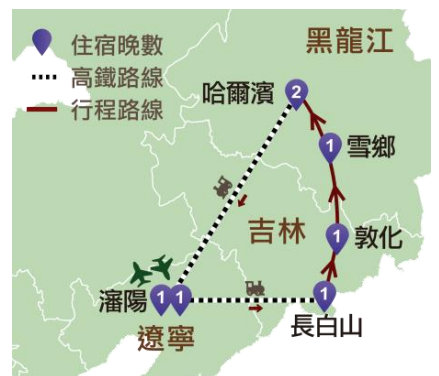 住宿晚數
高鐵路線
行程路線
黑龍江
哈爾濱
2
1
雪鄉
吉林
1
敦化
瀋陽
1
1
1
長白山
遼寧